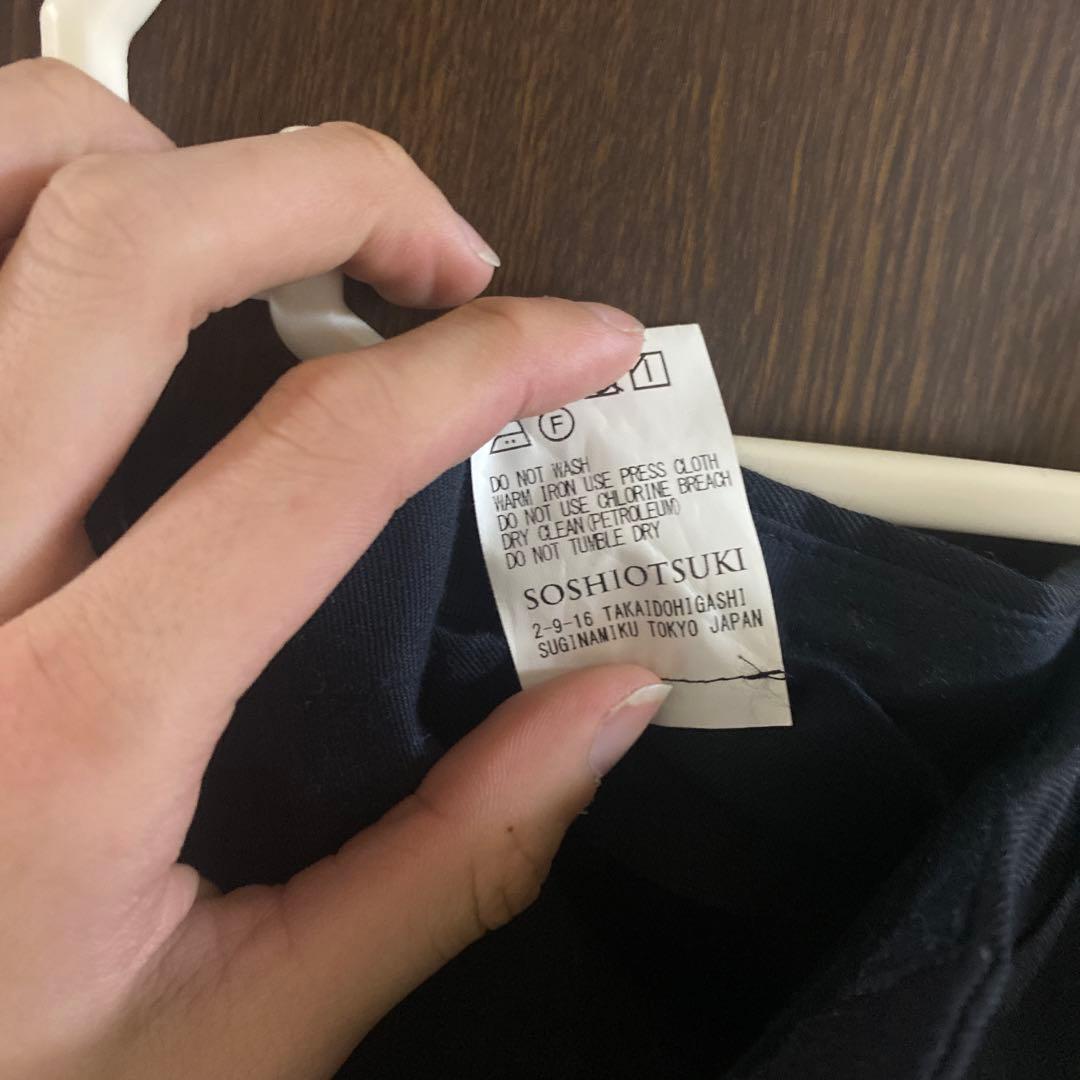 F
DO NOT WASH
WARM IRON USE PRESS CLOTH
DO NOT USE CHLORINE BREACH
DRY CLEAN(PETROLEUM)
DO NOT TUMBLE DRY
SOSHIOTSUKI
2-9-16 TAKAIDOHIGASHI
SUGINAMIKU TOKYO JAPAN